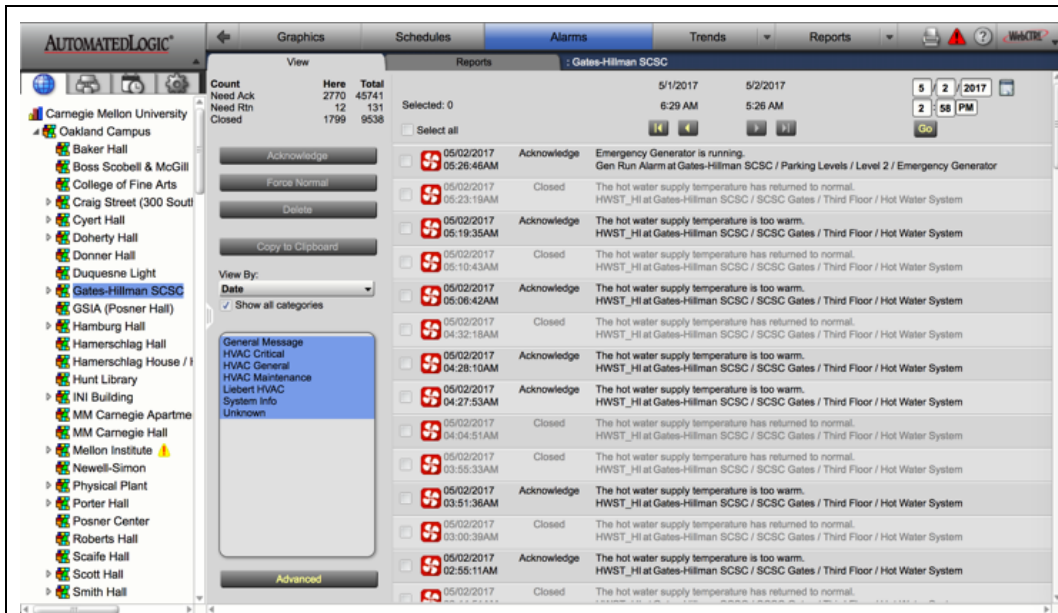 AUTOMATEDLOGIC®
Graphics
Schedules
Alarms
Trends
Reports
WebCTRL®
View
Reports
: Gates-Hillman SCSC
Carnegie Mellon University
Oakland Campus
Baker Hall
Boss Scobell & McGill
College of Fine Arts
Craig Street (300 South
Cyert Hall
Doherty Hall
Donner Hall
Duquesne Light
Gates-Hillman SCSC
GSIA (Posner Hall)
Hamburg Hall
Hamerschlag Hall
Hamerschlag House /
Hunt Library
INI Building
MM Caregie Apartme
MM Carnegie Hall
Mellon Institute
Newell-Simon
Physical Plant
Porter Hall
Posner Center
Roberts Hall
Scaife Hall
Scott Hall
Smith Hall
Count Here Total
Need Ack 2770 45741
Need Rtn 12 131
Closed 1799 9538
Acknowledge
Force Normal
Delete
Copy to Clipboard
View By:
Date
Show all categories
General Message
HVAC Critical
HVAC General
HVAC Maintenance
Liebert HVAC
System Info
Unknown
Advanced
Selected: 0
Select all
5/1/2017 5/2/2017
6:29 AM 5:26 AM
5 / 2 / 2017
2 : 58 PM
Go
05/02/2017 Acknowledge Emergency Generator is running.
05:26:46AM Gen Run Alarm at Gates-Hillman SCSC / Parking Levels / Level 2 / Emergency Generator
05/02/2017 Closed The hot water supply temperature has returned to normal.
05:23:19AM HWST_HI at Gates-Hillman SCSC / SCSC Gates / Third Floor / Hot Water System
05/02/2017 Acknowledge The hot water supply temperature is too warm.
05:19:35AM HWST_HI at Gates-Hillman SCSC / SCSC Gates / Third Floor / Hot Water System
05/02/2017 Closed The hot water supply temperature has returned to normal.
05:10:43AM HWST_HI at Gates-Hillman SCSC / SCSC Gates / Third Floor / Hot Water System
05/02/2017 Acknowledge The hot water supply temperature is too warm.
05:06:42AM HWST_HI at Gates-Hillman SCSC / SCSC Gates / Third Floor / Hot Water System
05/02/2017 Closed The hot water supply temperature has returned to normal.
04:32:18AM HWST_HI at Gates-Hillman SCSC / SCSC Gates / Third Floor / Hot Water System
05/02/2017 Acknowledge The hot water supply temperature is too warm.
04:28:10AM HWST_HI at Gates-Hillman SCSC / SCSC Gates / Third Floor / Hot Water System
05/02/2017 Acknowledge The hot water supply temperature is too warm.
04:27:53AM HWST_HI at Gates-Hillman SCSC / SCSC Gates / Third Floor / Hot Water System
05/02/2017 Closed The hot water supply temperature has returned to normal.
04:04:51AM HWST_HI at Gates-Hillman SCSC / SCSC Gates / Third Floor / Hot Water System
05/02/2017 Closed The hot water supply temperature has returned to normal.
03:55:33AM HWST_HI at Gates-Hillman SCSC / SCSC Gates / Third Floor / Hot Water System
05/02/2017 Acknowledge The hot water supply temperature is too warm.
03:51:36AM HWST_HI at Gates-Hillman SCSC / SCSC Gates / Third Floor / Hot Water System
05/02/2017 Closed The hot water supply temperature has returned to normal.
03:00:39AM HWST_HI at Gates-Hillman SCSC / SCSC Gates / Third Floor / Hot Water System
05/02/2017 Acknowledge The hot water supply temperature is too warm.
02:55:11AM HWST_HI at Gates-Hillman SCSC / SCSC Gates / Third Floor / Hot Water System
05/02/2017 Closed The hot water supply temperature has returned to normal.